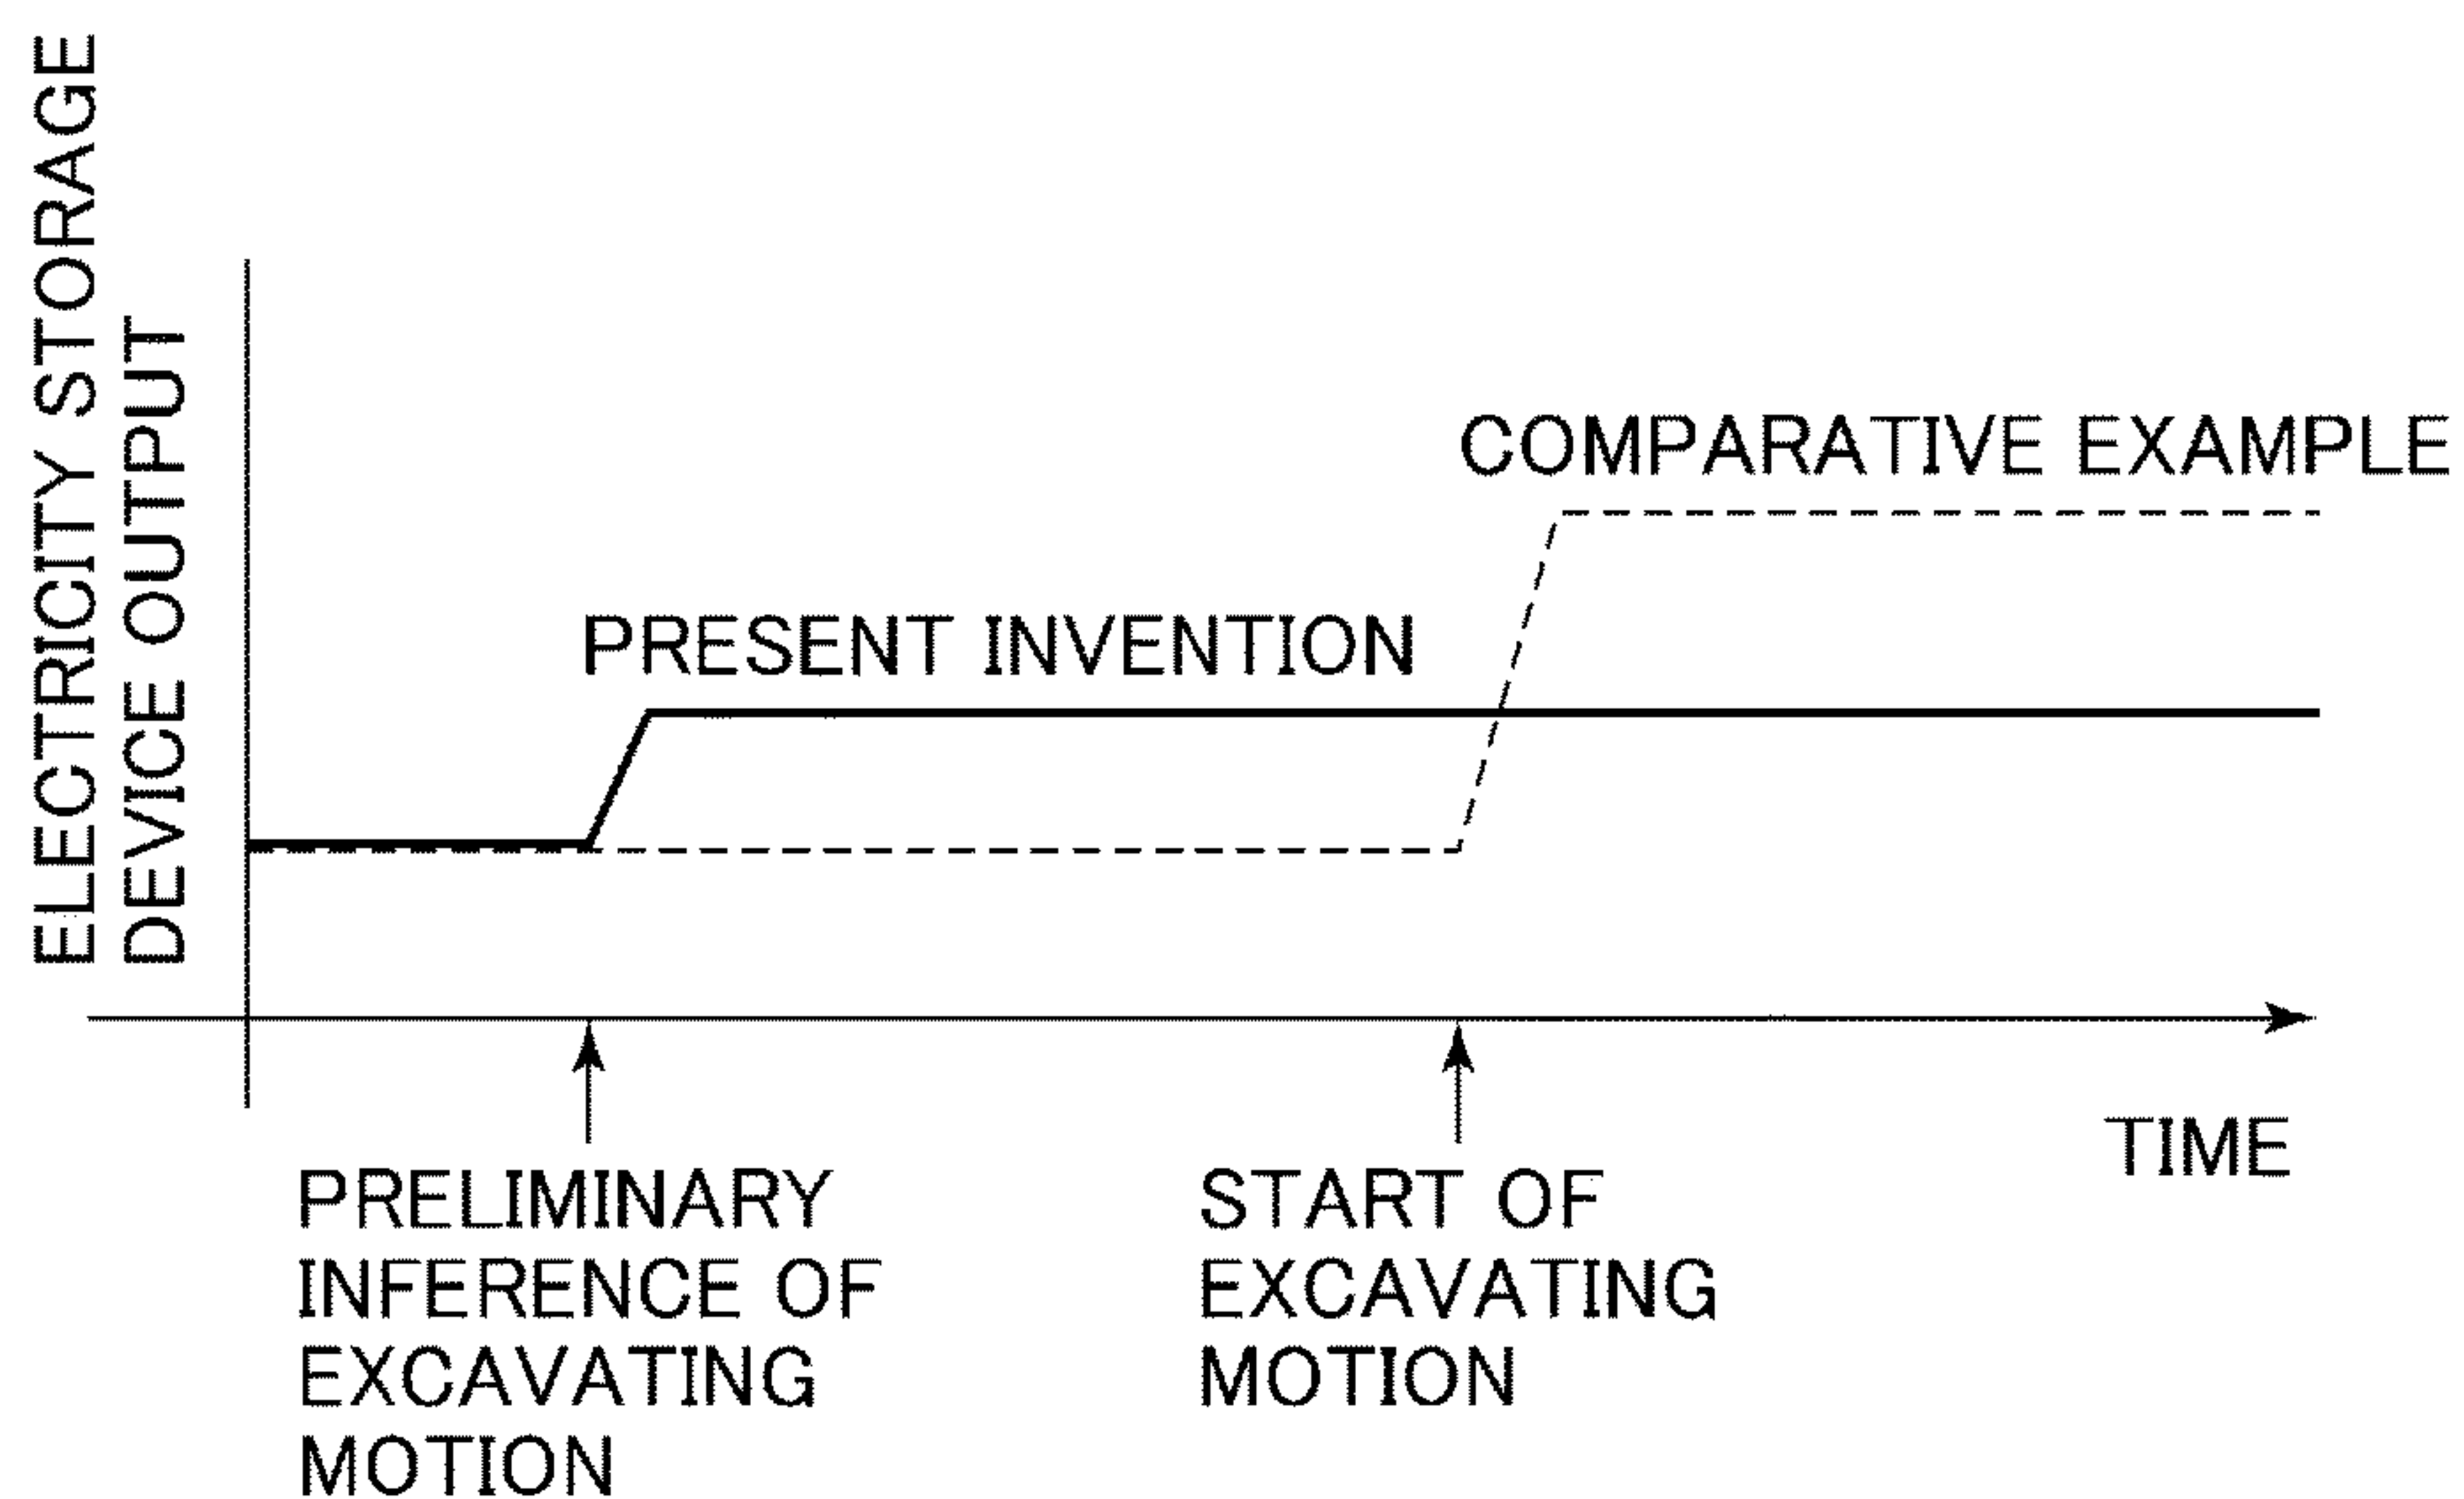 ELECTRICITY STORAGE
DEVICE OUTPUT
COMPARATIVE EXAMPLE
PRESENT INVENTION
TIME
PRELIMINARY
INFERENCE OF
EXCAVATING
MOTION
START OF
EXCAVATING
MOTION